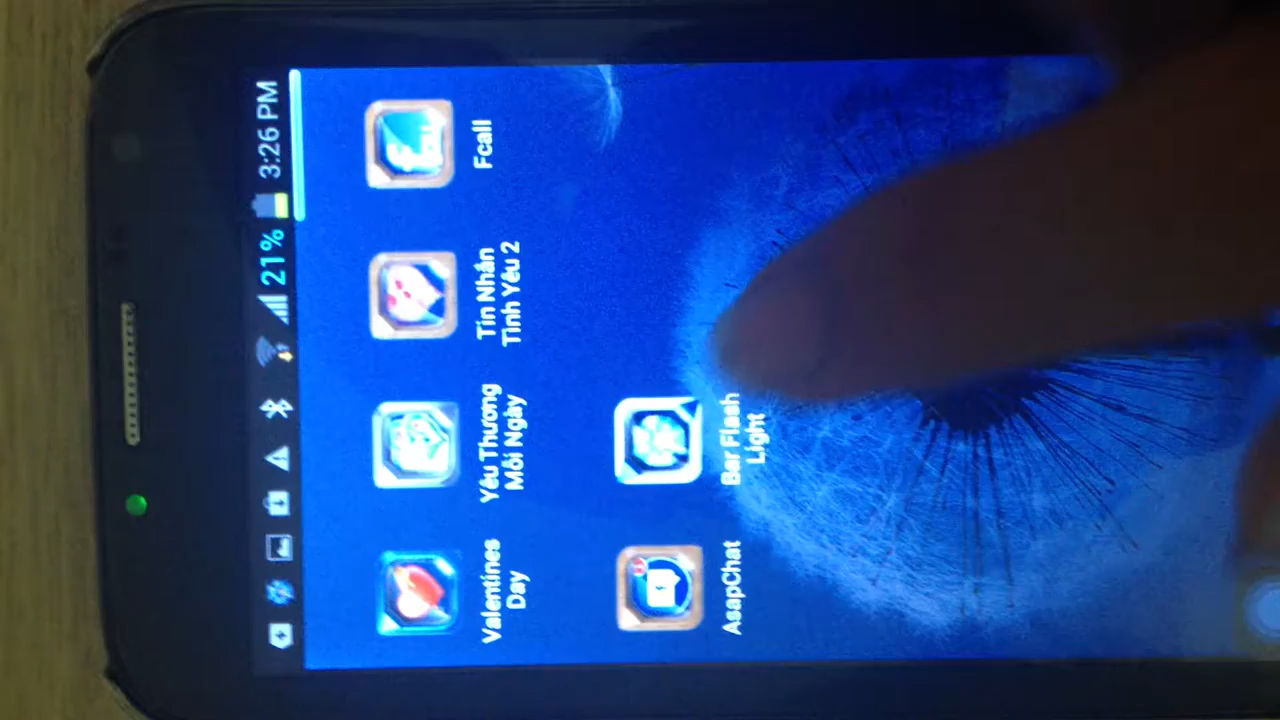 21% 3:26 PM
Valentines
Day
Yêu Thương
Mỗi Ngày
Tin Nhắn
Tình Yêu 2
Fcall
AsapChat
Bar Flash
Light